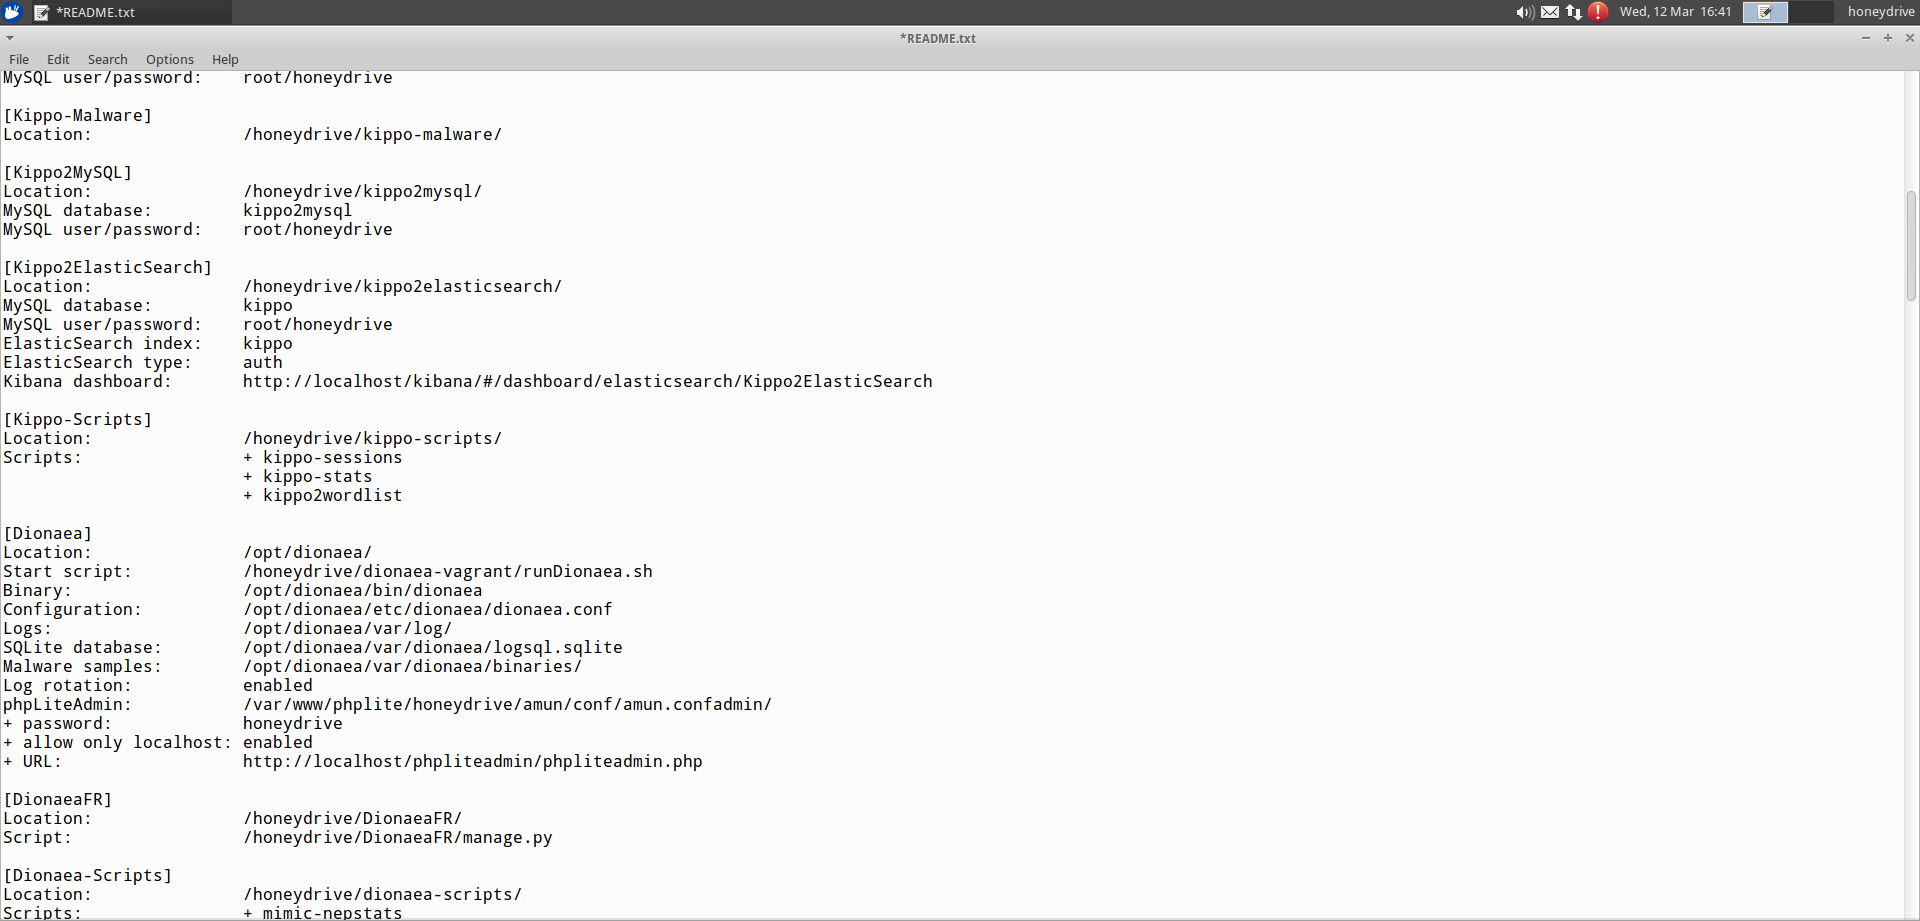 *README.txt
Wed, 12 Mar 16:41
honeydrive
*README.txt
File Edit Search Options Help
MySQL user/password: root/honeydrive
[Kippo-Malware]
Location: /honeydrive/kippo-malware/
[Kippo2MySQL]
Location: /honeydrive/kippo2mysql/
MySQL database: kippo2mysql
MySQL user/password: root/honeydrive
[Kippo2ElasticSearch]
Location: /honeydrive/kippo2elasticsearch/
MySQL database: kippo
MySQL user/password: root/honeydrive
ElasticSearch index: kippo
ElasticSearch type: auth
Kibana dashboard: http://localhost/kibana/#/dashboard/elasticsearch/Kippo2ElasticSearch
[Kippo-Scripts]
Location: /honeydrive/kippo-scripts/
Scripts: + kippo-sessions
+ kippo-stats
+ kippo2wordlist
[Dionaea]
Location: /opt/dionaea/
Start script: /honeydrive/dionaea-vagrant/runDionaea.sh
Binary: /opt/dionaea/bin/dionaea
Configuration: /opt/dionaea/etc/dionaea/dionaea.conf
Logs: /opt/dionaea/var/log/
SQLite database: /opt/dionaea/var/dionaea/logsql.sqlite
Malware samples: /opt/dionaea/var/dionaea/binaries/
Log rotation: enabled
phpLiteAdmin: /var/www/phplite/honeydrive/amun/conf/amun.confadmin/
+ password: honeydrive
+ allow only localhost: enabled
+ URL: http://localhost/phpliteadmin/phpliteadmin.php
[DionaeaFR]
Location: /honeydrive/DionaeaFR/
Script: /honeydrive/DionaeaFR/manage.py
[Dionaea-Scripts]
Location: /honeydrive/dionaea-scripts/
Scripts: + mimic-nepstats